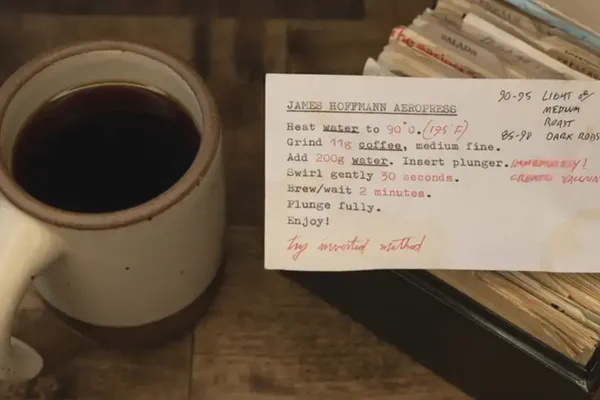 JAMES HOFFMANN AEROPRESS
Heat water to 90°C. (195°F)
Grind 11g coffee, medium fine.
Add 200g water. Insert plunger.
Swirl gently 30 seconds.
Brew/wait 2 minutes.
Plunge fully.
Enjoy!
try inverted method
90-95 LIGHT or
MEDIUM
ROAST
85-90 DARK ROAST
IMMEDIATELY!
CREATES VACUUM
SALADS